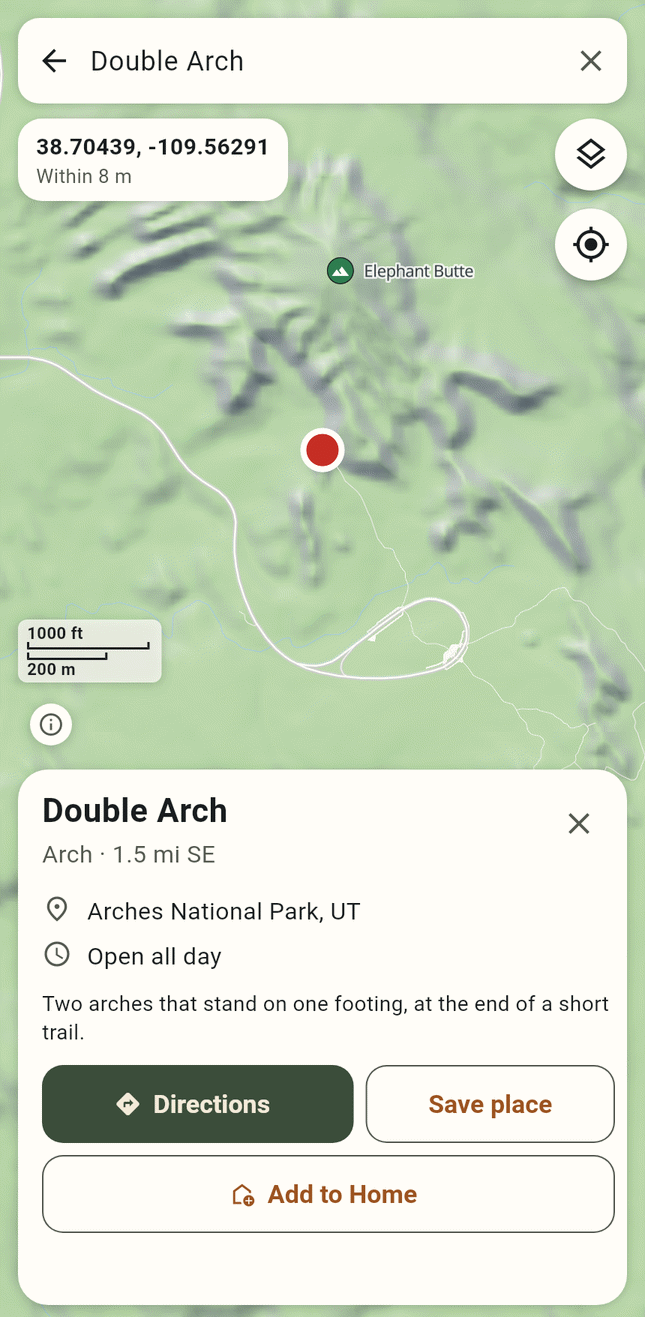 Double Arch
38.70439, -109.56291
Within 8 m
Elephant Butte
1000 ft
200 m
Double Arch
Arch · 1.5 mi SE
Arches National Park, UT
Open all day
Two arches that stand on one footing, at the end of a short
trail.
Directions
Save place
Add to Home